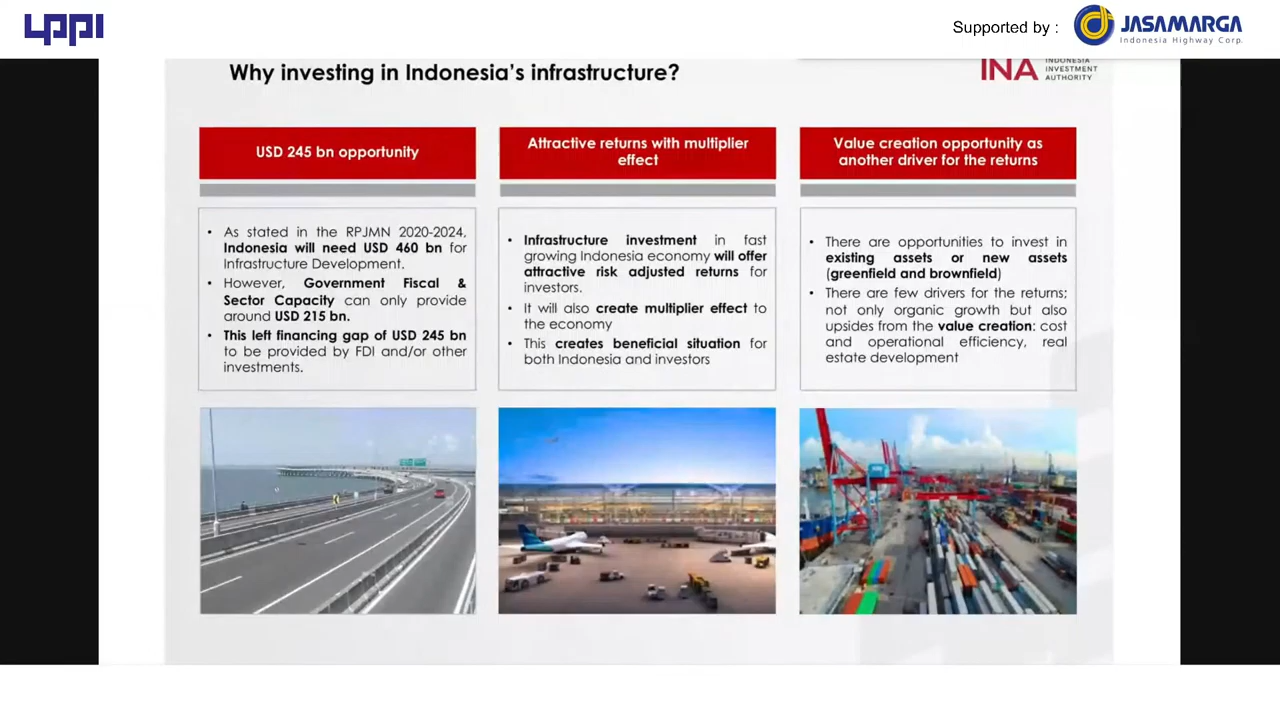 LPPI
Supported by :
JASAMARGA
Indonesia Highway Corp.
Why investing in Indonesia's infrastructure?
INA
INDONESIA
INVESTMENT
AUTHORITY
USD 245 bn opportunity
As stated in the RPJMN 2020-2024,
Indonesia will need USD 460 bn for
Infrastructure Development.
However, Government Fiscal &
Sector Capacity can only provide
around USD 215 bn.
This left financing gap of USD 245 bn
to be provided by FDI and/or other
investments.
Attractive returns with multiplier
effect
Infrastructure investment in fast
growing Indonesia economy will offer
attractive risk adjusted returns for
investors.
It will also create multiplier effect to
the economy
This creates beneficial situation for
both Indonesia and investors
Value creation opportunity as
another driver for the returns
There are opportunities to invest in
existing assets or new assets
(greenfield and brownfield)
There are few drivers for the returns;
not only organic growth but also
upsides from the value creation: cost
and operational efficiency, real
estate development